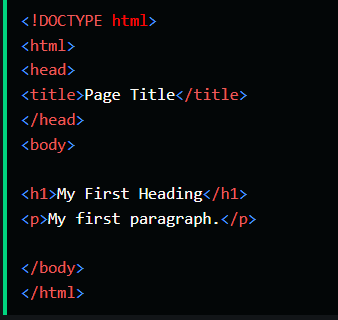 <!DOCTYPE html>
<html>
<head>
<title>Page Title</title>
</head>
<body>
<h1>My First Heading</h1>
<p>My first paragraph.</p>
</body>
</html>